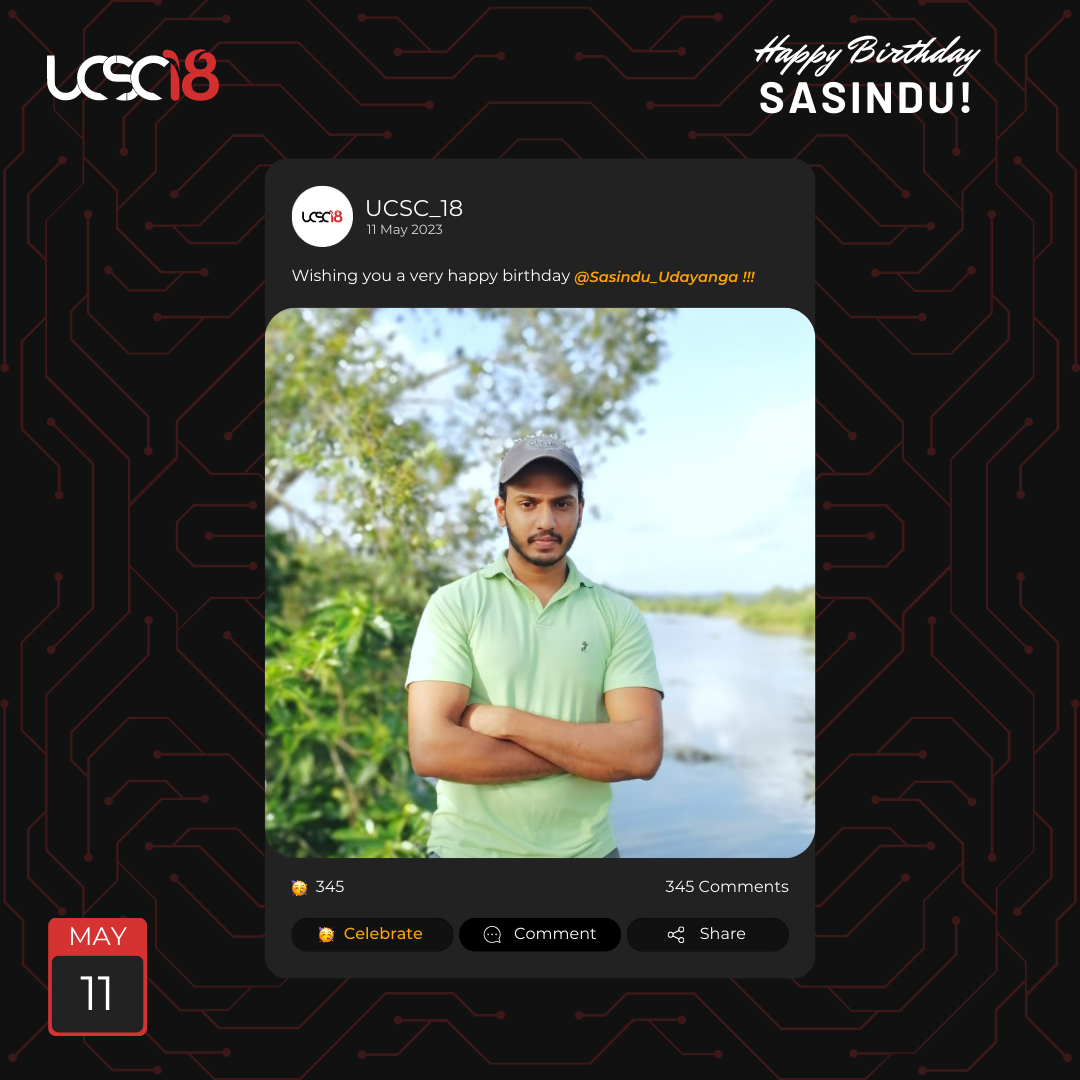 UCSC18
Happy Birthday
SASINDU!
UCSC18
UCSC_18
11 May 2023
Wishing you a very happy birthday @Sasindu_Udayanga !!!
345
345 Comments
Celebrate
Comment
Share
MAY
11